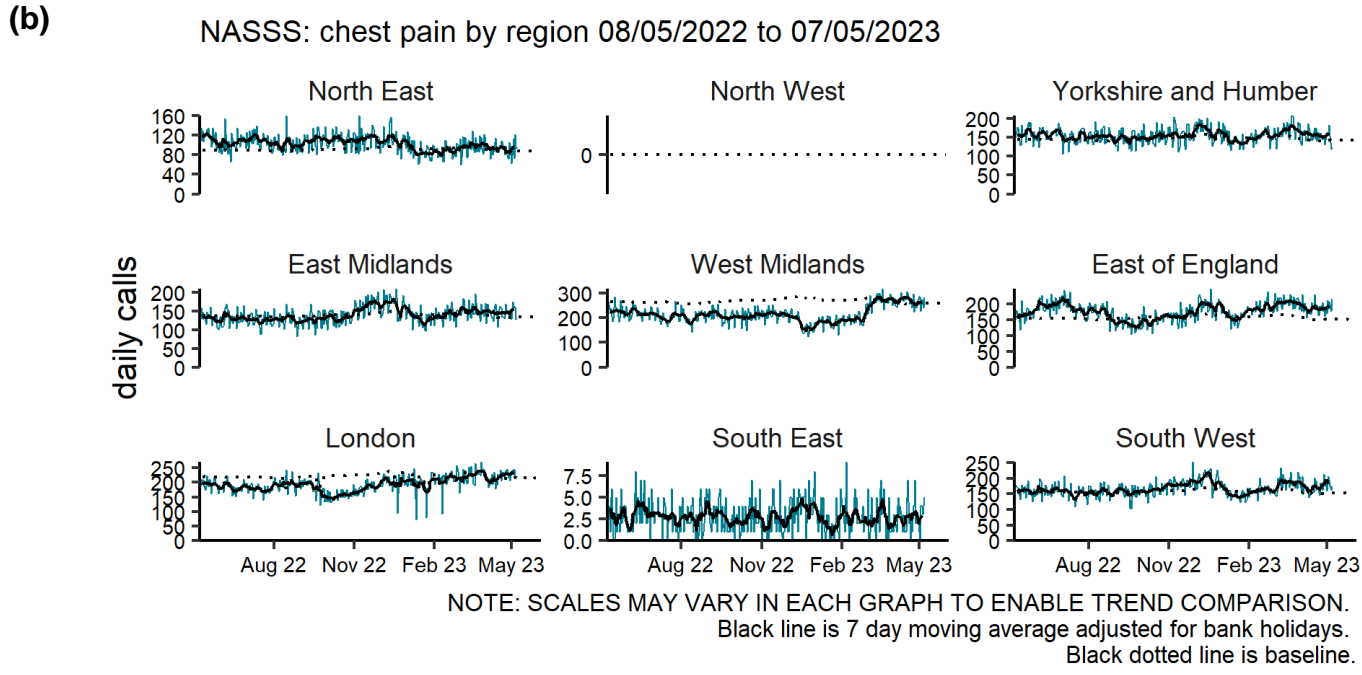 (b)
NASSS: chest pain by region 08/05/2022 to 07/05/2023
daily calls
North East
160
120
80
40
0
North West
0
Yorkshire and Humber
200
150
100
50
0
East Midlands
200
150
100
50
0
West Midlands
300
200
100
0
East of England
200
150
100
50
0
London
250
200
150
100
50
0
Aug 22 Nov 22 Feb 23 May 23
South East
7.5
5.0
2.5
0.0
Aug 22 Nov 22 Feb 23 May 23
South West
250
200
150
100
50
0
Aug 22 Nov 22 Feb 23 May 23
NOTE: SCALES MAY VARY IN EACH GRAPH TO ENABLE TREND COMPARISON.
Black line is 7 day moving average adjusted for bank holidays.
Black dotted line is baseline.